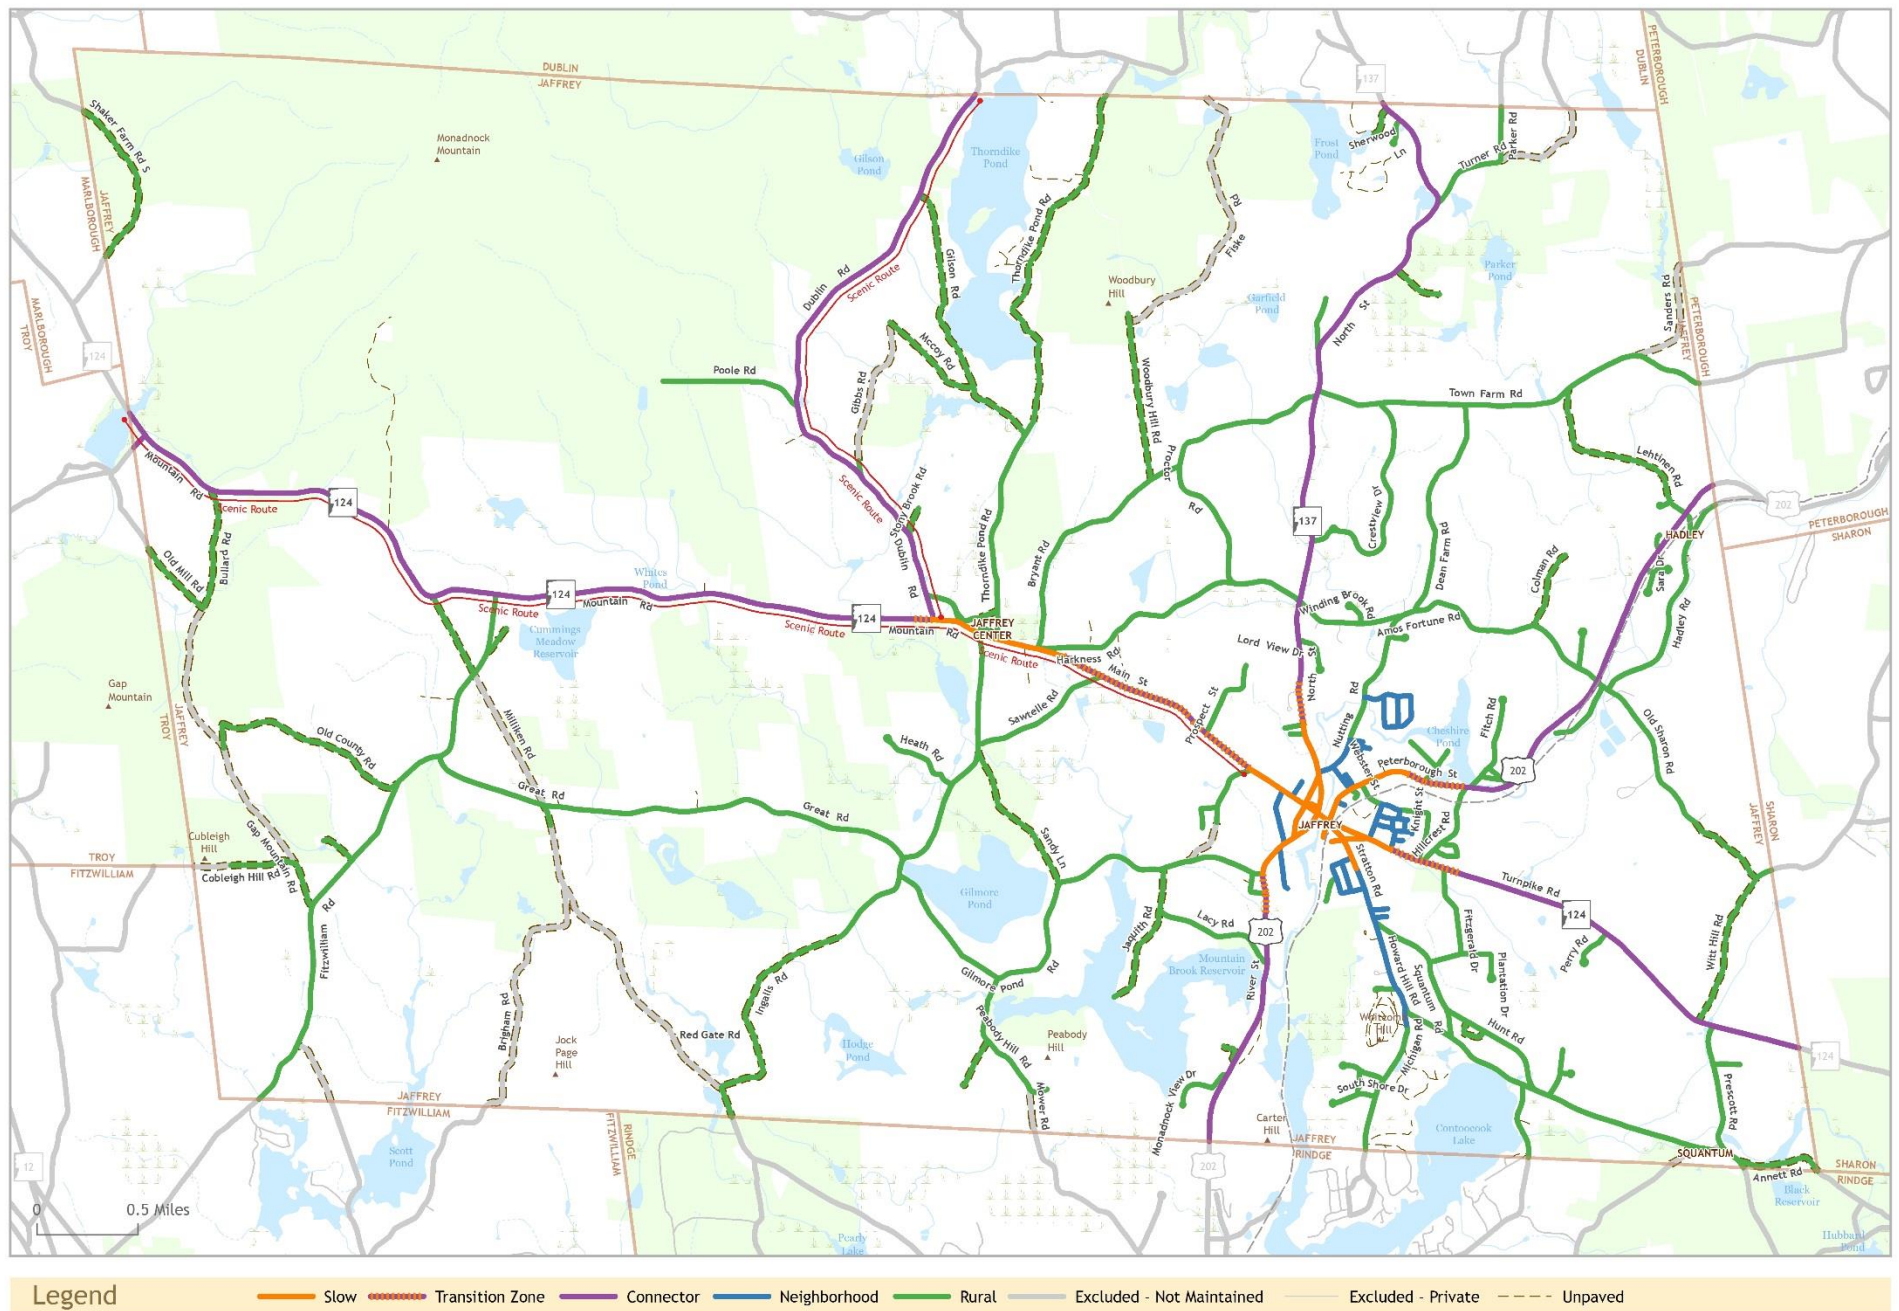 DUBLIN
JAFFREY
PETERBOROUGH
DUBLIN
137
Shaker Farm Rd S
Monadnock
Mountain
Gilson
Pond
Thorndike
Pond
Frost
Pond
Sherwood
Ln
Turner Rd
Parker Rd
JAFFREY
MARLBOROUGH
Thorndike Pond Rd
Rd
Fiske
Gilson Rd
Dublin
Rd
Scenic Route
Woodbury
Hill
Garfield
Pond
Parker
Pond
Sanders Rd
PETERBOROUGH
JAFFREY
MARLBOROUGH
TROY
124
North
St
Mccoy Rd
Gibbs Rd
Poole Rd
Woodbury Hill Rd
Town Farm Rd
Proctor
Rd
Lehtinen Rd
Mountain
Rd
cenic Route
124
Scenic Route
Stony Brook Rd
Dublin
Rd
137
Crestview Dr
Dean Farm Rd
202
PETERBOROUGH
SHARON
HADLEY
Old Mill Rd
Bullard Rd
Thorndike Pond Rd
Bryant Rd
Colman Rd
Sara Dr
Hadley Rd
Whites
Pond
124
Mountain
Rd
Scenic Route
Cummings
Meadow
Reservoir
Scenic Route
124
Mountain
Rd
JAFFREY
CENTER
cenic Route
Harkness
Rd
Main
St
Winding Brook Rd
Amos Fortune Rd
Lord View Dr
St
North
Gap
Mountain
JAFFREY
TROY
Milliken Rd
Sawtelle Rd
Prospect
St
Nutting
Rd
Webster St
Cheshire
Pond
Fitch Rd
Old Sharon Rd
Old County Rd
Heath Rd
Peterborough
St
202
Great
Rd
Great
Rd
Sandy Ln
JAFFREY
Knight St
Hillcrest Rd
SHARON
JAFFREY
Cubleigh
Hill
Gap Mountain
Rd
TROY
FITZWILLIAM
Cobleigh Hill Rd
Stratton Rd
Turnpike Rd
124
Gilmore
Pond
Fitzwilliam
Rd
Jaquith Rd
Lacy Rd
202
Mountain
Brook Reservoir
River
St
Howard Hill Rd
Squantum
Rd
Fitzgerald Dr
Plantation Dr
Perry Rd
Witt Hill Rd
Ingalls Rd
Gilmore
Pond
Rd
Brigham Rd
Jock
Page
Hill
Red Gate Rd
Hodge
Pond
Peabody Hill
Rd
Peabody
Hill
Whitcomb
Hill
Michigan Rd
Hunt Rd
124
South Shore Dr
Mower Rd
Monadnock View Dr
Carter
Hill
Contoocook
Lake
Prescott Rd
JAFFREY
FITZWILLIAM
RINDGE
FITZWILLIAM
JAFFREY
RINDGE
SQUANTUM
SHARON
RINDGE
Annett Rd
Black
Reservoir
Scott
Pond
12
202
0
0.5 Miles
Pearly
Lake
Hubbard
Pond
Legend
Slow
Transition Zone
Connector
Neighborhood
Rural
Excluded - Not Maintained
Excluded - Private
Unpaved